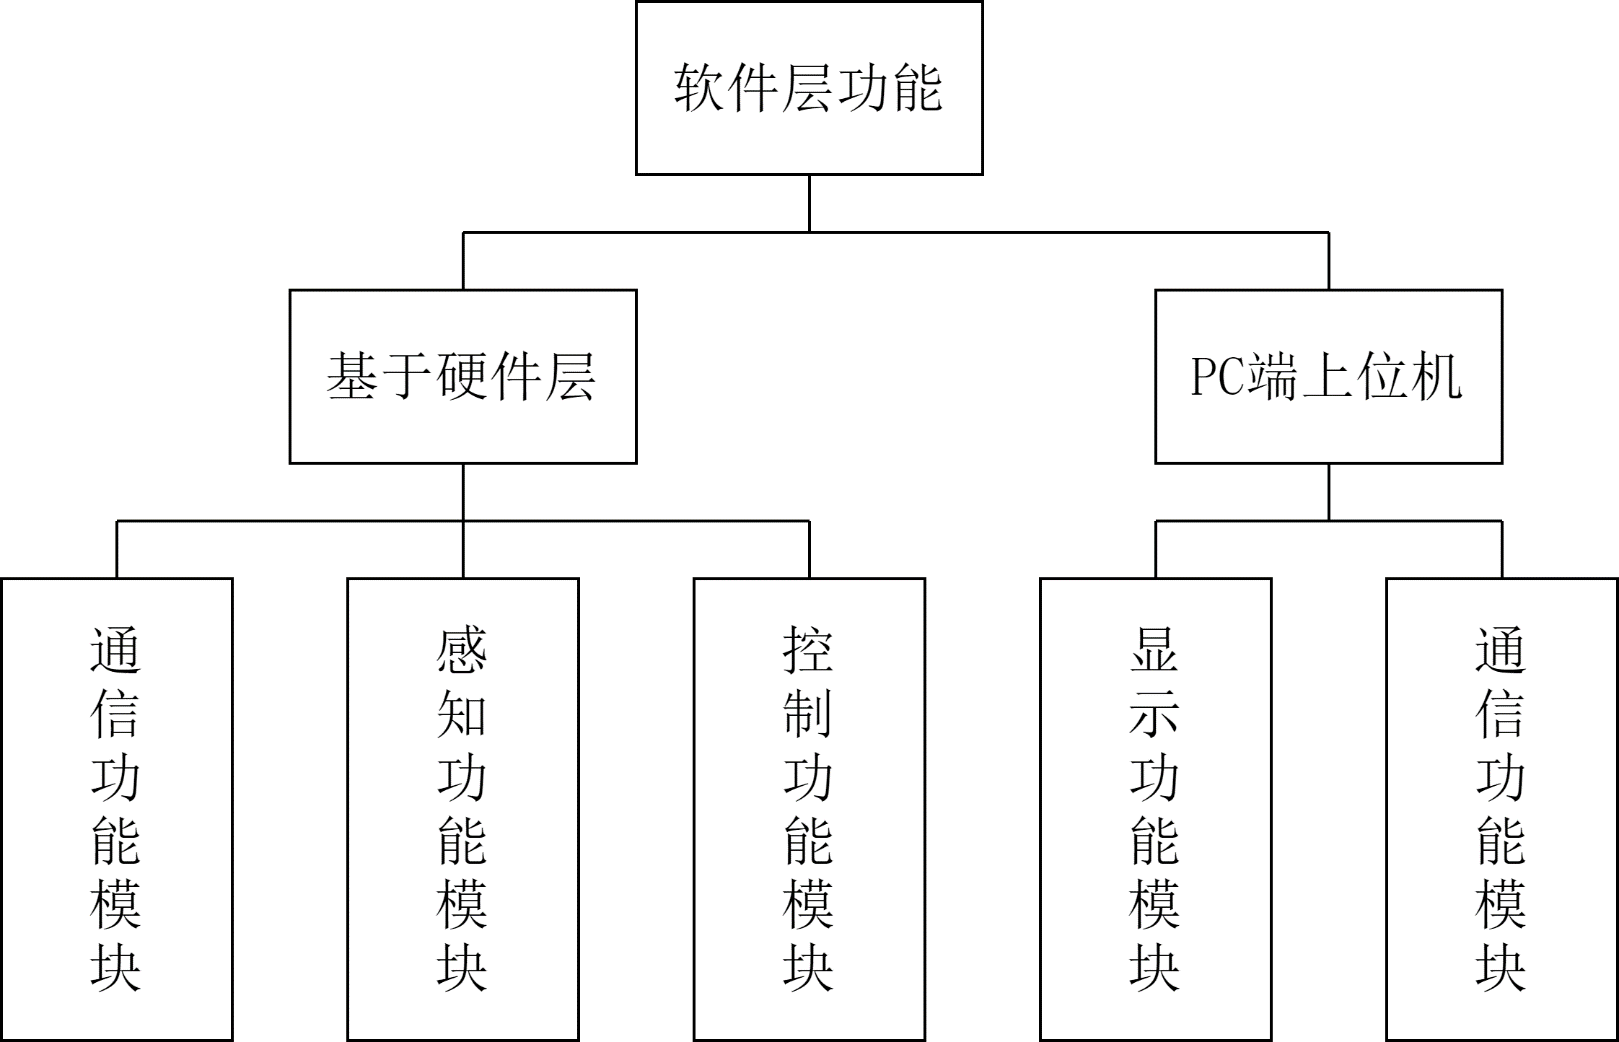 软件层功能
基于硬件层
PC端上位机
通信功能模块
感知功能模块
控制功能模块
显示功能模块
通信功能模块